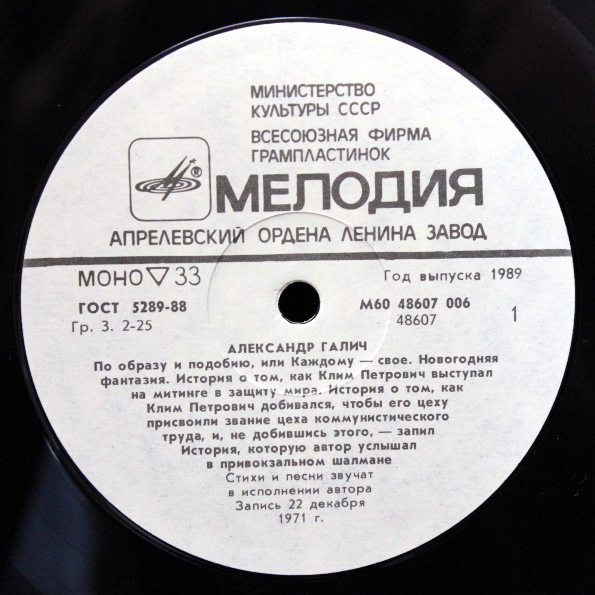 МИНИСТЕРСТВО
КУЛЬТУРЫ СССР
ВСЕСОЮЗНАЯ ФИРМА
ГРАМПЛАСТИНОК
®
МЕЛОДИЯ
АПРЕЛЕВСКИЙ ОРДЕНА ЛЕНИНА ЗАВОД
МОНО ▽ 33
Год выпуска 1989
ГОСТ 5289-88
М60 48607 006
Гр. 3. 2-25
48607
1
АЛЕКСАНДР ГАЛИЧ
По образу и подобию, или Каждому — свое. Новогодняя
фантазия. История о том, как Клим Петрович выступал
на митинге в защиту мира. История о том, как
Клим Петрович добивался, чтобы его цеху
присвоили звание цеха коммунистического
труда, и, не добившись этого, — запил
История, которую автор услышал
в привокзальном шалмане
Стихи и песни звучат
в исполнении автора
Запись 22 декабря
1971 г.